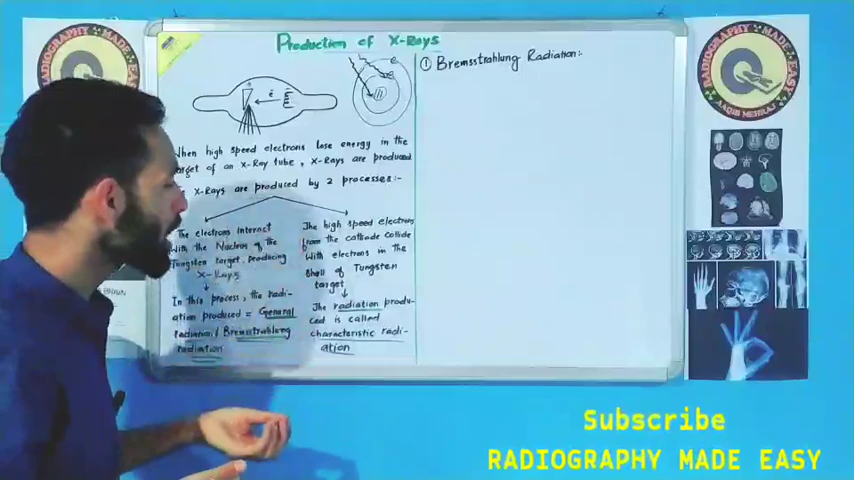 Production of X-Rays
When high speed electrons lose energy in the
target of an X-Ray tube, X-Rays are produced
X-Rays are produced by 2 processes:-
The electrons interact
With the Nucleus of the
Tungsten target, Producing
X-Rays
In this process, the radi-
ation produced = General
radiation / Bremsstrahlung
radiation
The high speed electrons
from the cathode collide
With electrons in the
Shell of Tungsten
target
The radiation produ-
ced is called
characteristic radi-
ation
① Bremsstrahlung Radiation:-
RADIOGRAPHY MADE EASY
AAQIB MEHRAJ
Subscribe
RADIOGRAPHY MADE EASY